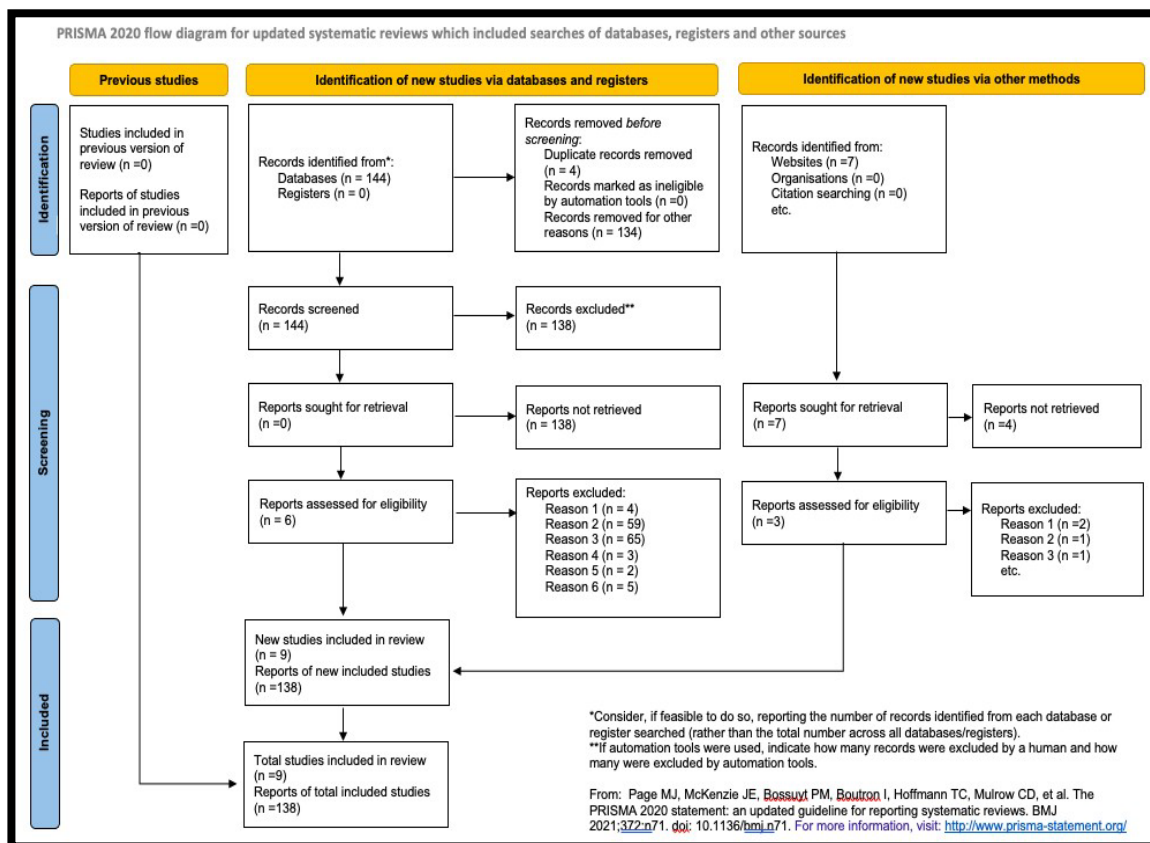 PRISMA 2020 flow diagram for updated systematic reviews which included searches of databases, registers and other sources
Previous studies
Identification of new studies via databases and registers
Identification of new studies via other methods
Identification
Studies included in
previous version of
review (n =0)
Reports of studies
included in previous
version of review (n =0)
Records identified from*:
Databases (n = 144)
Registers (n = 0)
Records removed before
screening:
Duplicate records removed
(n = 4)
Records marked as ineligible
by automation tools (n =0)
Records removed for other
reasons (n = 134)
Records identified from:
Websites (n =7)
Organisations (n =0)
Citation searching (n =0)
etc.
Screening
Records screened
(n = 144)
Records excluded**
(n = 138)
Reports sought for retrieval
(n =0)
Reports not retrieved
(n = 138)
Reports sought for retrieval
(n =7)
Reports not retrieved
(n =4)
Reports assessed for eligibility
(n = 6)
Reports excluded:
Reason 1 (n = 4)
Reason 2 (n = 59)
Reason 3 (n = 65)
Reason 4 (n = 3)
Reason 5 (n = 2)
Reason 6 (n = 5)
Reports assessed for eligibility
(n =3)
Reports excluded:
Reason 1 (n =2)
Reason 2 (n =1)
Reason 3 (n =1)
etc.
Included
New studies included in review
(n = 9)
Reports of new included studies
(n =138)
Total studies included in review
(n =9)
Reports of total included studies
(n =138)
*Consider, if feasible to do so, reporting the number of records identified from each database or
register searched (rather than the total number across all databases/registers).
**If automation tools were used, indicate how many records were excluded by a human and how
many were excluded by automation tools.
From: Page MJ, McKenzie JE, Bossuyt PM, Boutron I, Hoffmann TC, Mulrow CD, et al. The
PRISMA 2020 statement: an updated guideline for reporting systematic reviews. BMJ
2021;372:n71. doi: 10.1136/bmj.n71. For more information, visit: http://www.prisma-statement.org/